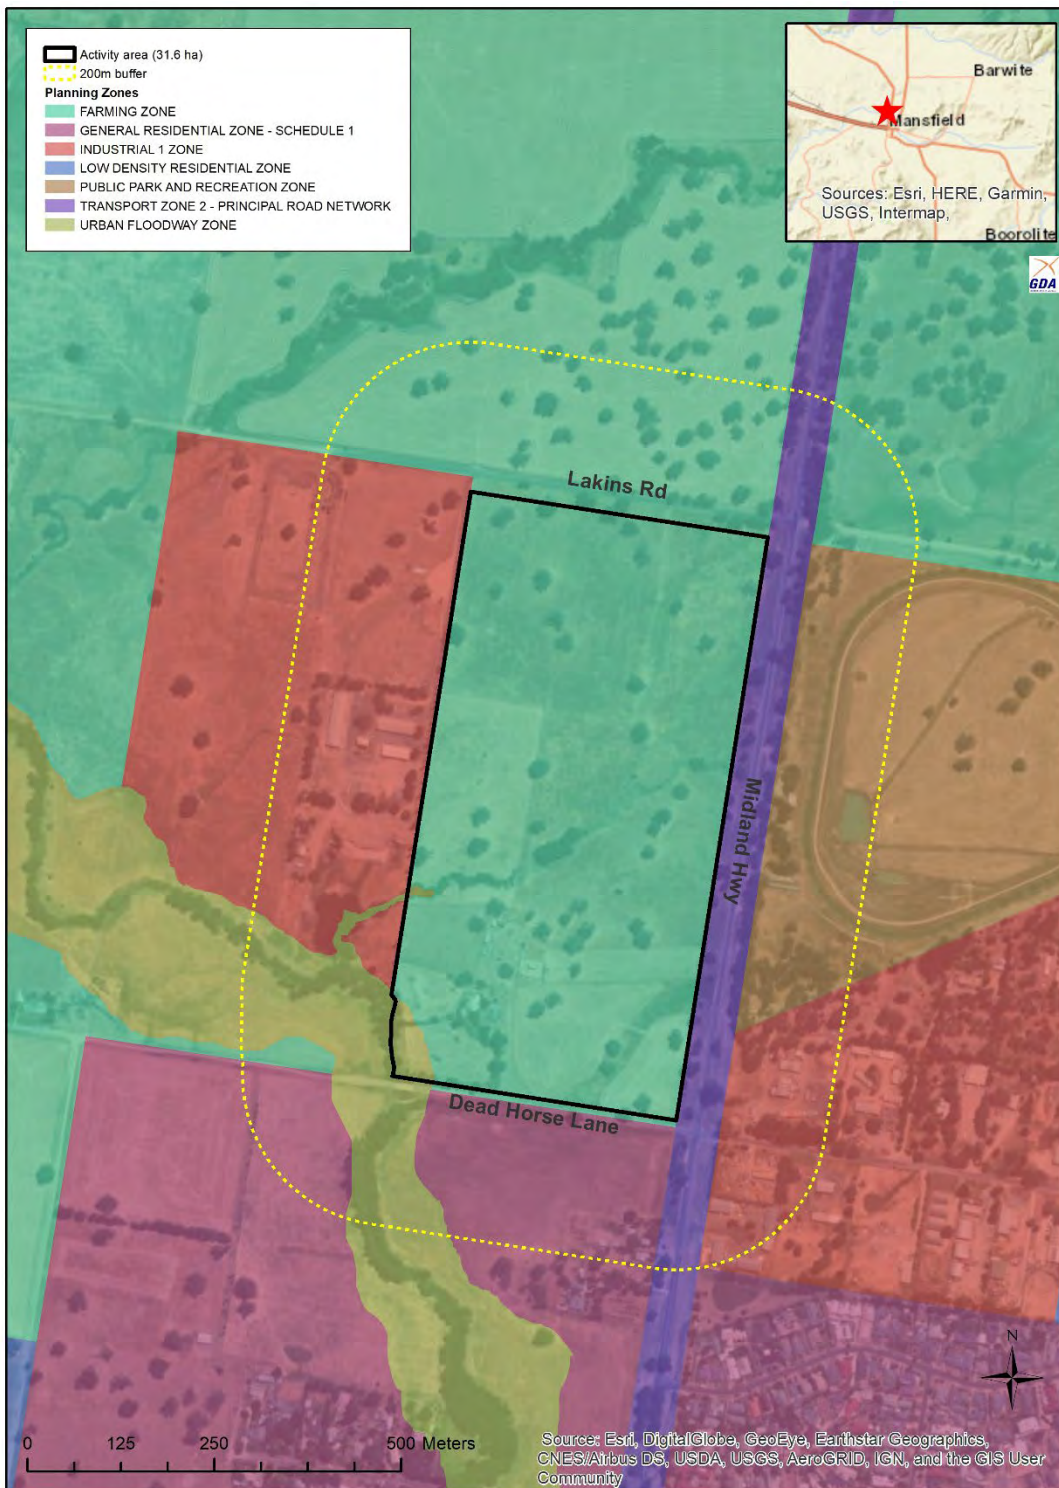 Activity area (31.6 ha)
200m buffer
Planning Zones
FARMING ZONE
GENERAL RESIDENTIAL ZONE - SCHEDULE 1
INDUSTRIAL 1 ZONE
LOW DENSITY RESIDENTIAL ZONE
PUBLIC PARK AND RECREATION ZONE
TRANSPORT ZONE 2 - PRINCIPAL ROAD NETWORK
URBAN FLOODWAY ZONE
Barwite
Mansfield
Sources: Esri, HERE, Garmin,
USGS, Intermap,
Boorolite
GDA
Lakins Rd
Midland Hwy
Dead Horse Lane
N
0 125 250 500 Meters
Source: Esri, DigitalGlobe, GeoEye, Earthstar Geographics,
CNES/Airbus DS, USDA, USGS, AeroGRID, IGN, and the GIS User
Community